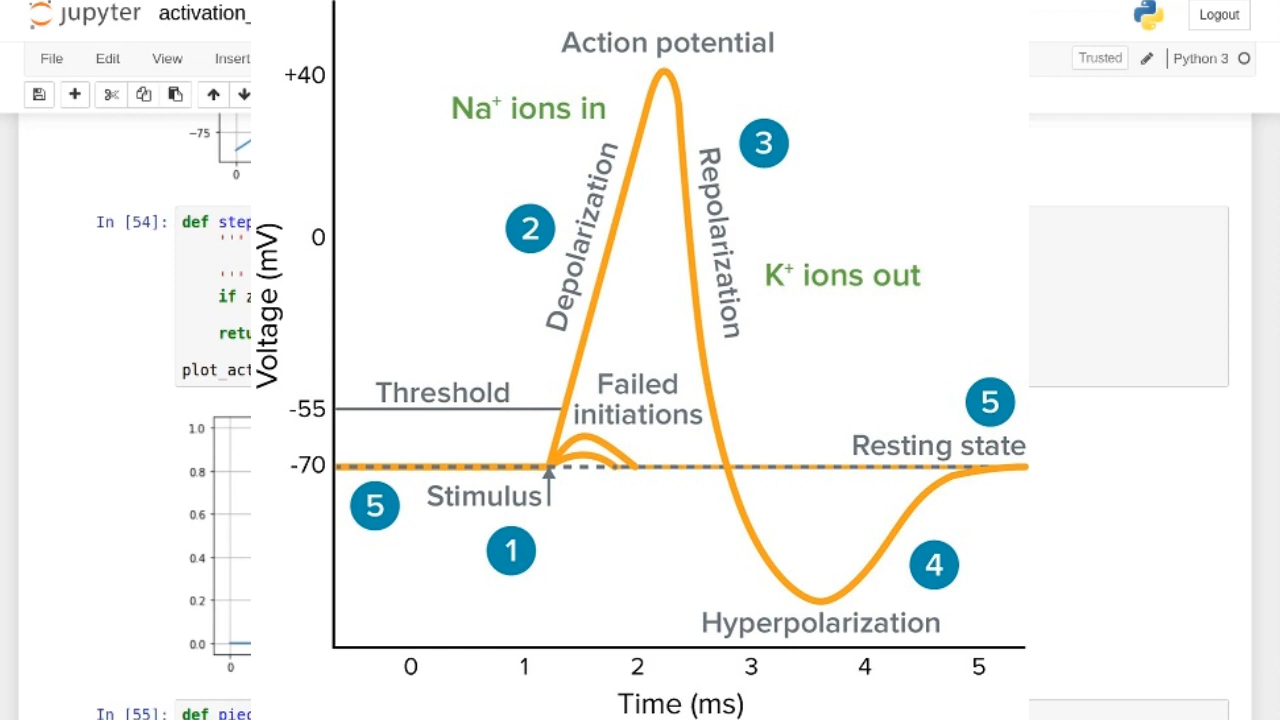 jupyter activation_
Logout
File Edit View Insert
Trusted Python 3
-75
0
In [54]: def step
'''
'''
if z
retu
plot_act
1.0
0.8
0.6
0.4
0.2
0.0
0
In [55]: def piec
Action potential
+40
Na+ ions in
3
Depolarization
Repolarization
2
0
K+ ions out
Voltage (mV)
Threshold
Failed
initiations
5
-55
Resting state
-70
Stimulus
5
1
4
Hyperpolarization
0 1 2 3 4 5
Time (ms)